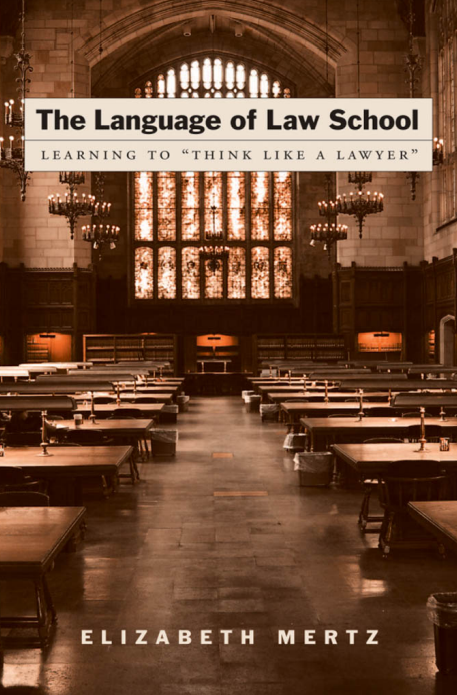 The Language of Law School
LEARNING TO “THINK LIKE A LAWYER”
ELIZABETH MERTZ